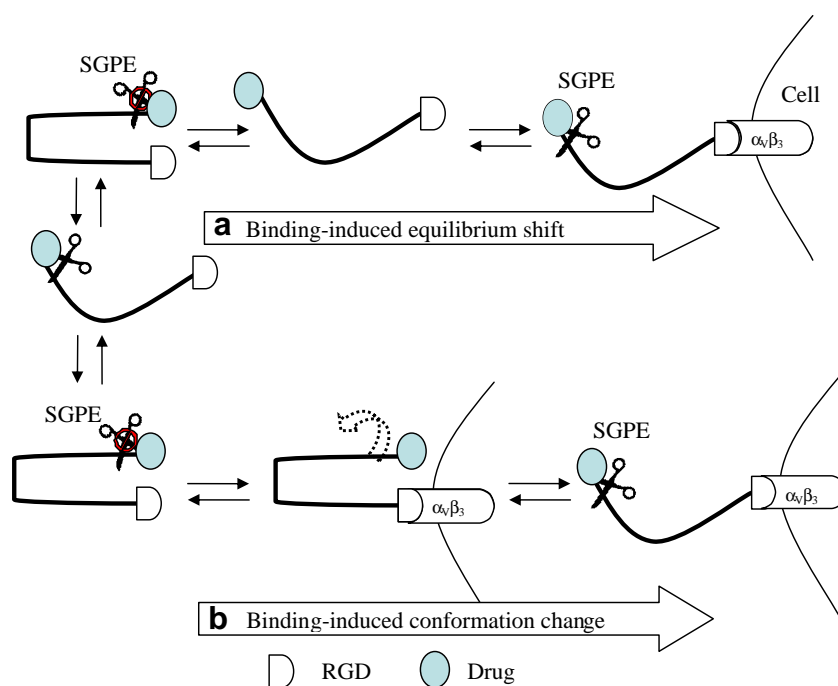 SGPE
SGPE
Cell
αVβ3
a Binding-induced equilibrium shift
SGPE
SGPE
αVβ3
αVβ3
b Binding-induced conformation change
RGD
Drug